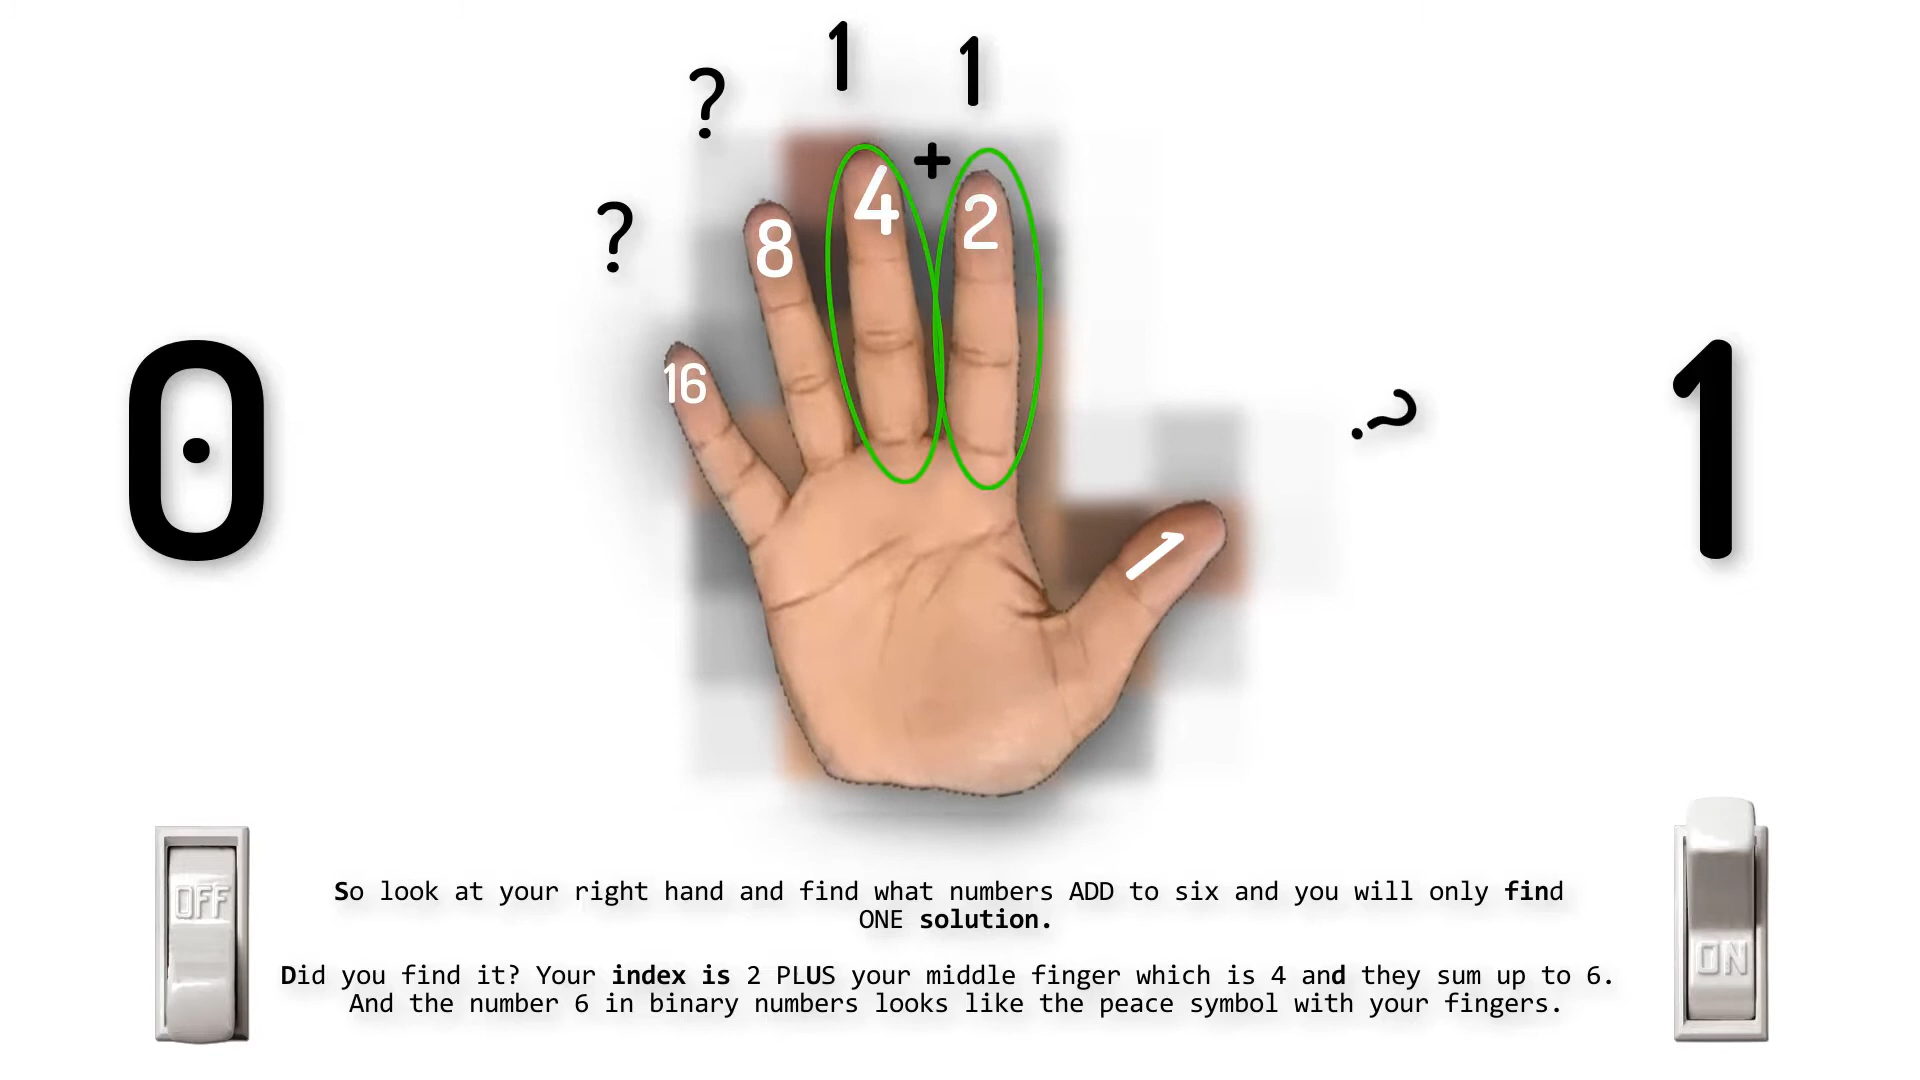 1
1
?
+
4
2
8
?
16
0
1
?
1
OFF
ON
So look at your right hand and find what numbers ADD to six and you will only find
ONE solution.
Did you find it? Your index is 2 PLUS your middle finger which is 4 and they sum up to 6.
And the number 6 in binary numbers looks like the peace symbol with your fingers.